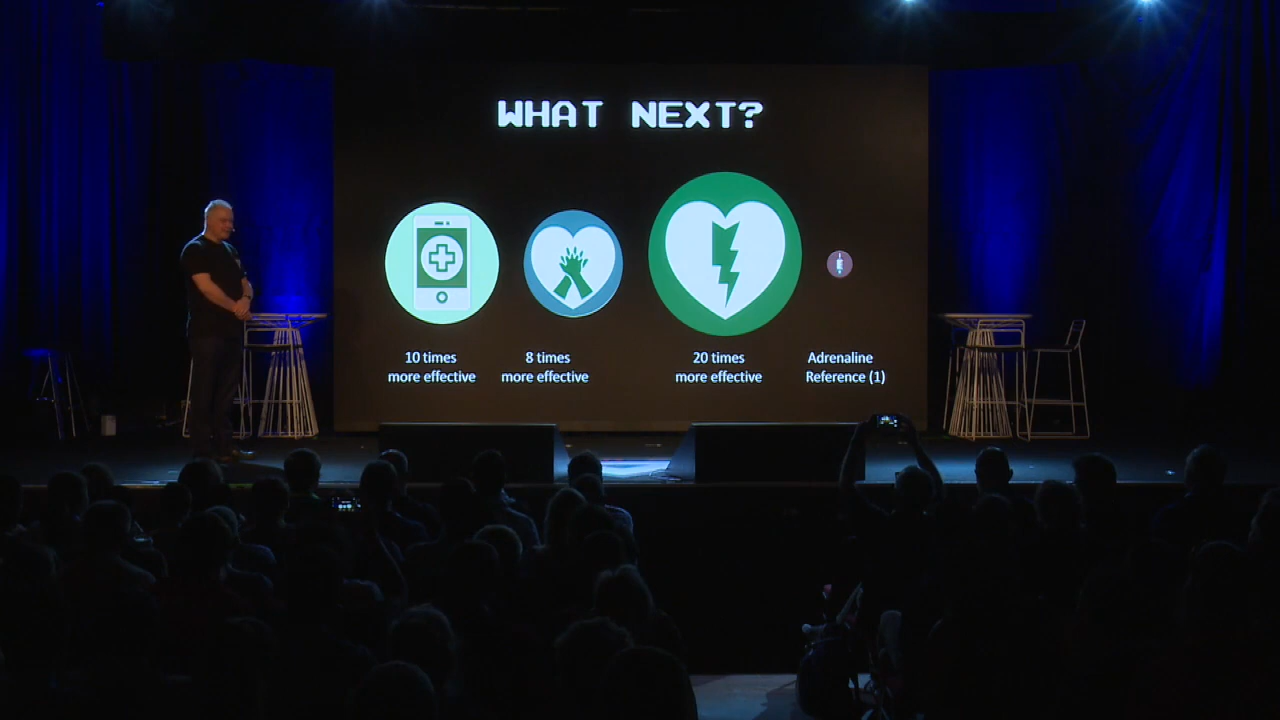 WHAT NEXT?
10 times
more effective
8 times
more effective
20 times
more effective
Adrenaline
Reference (1)